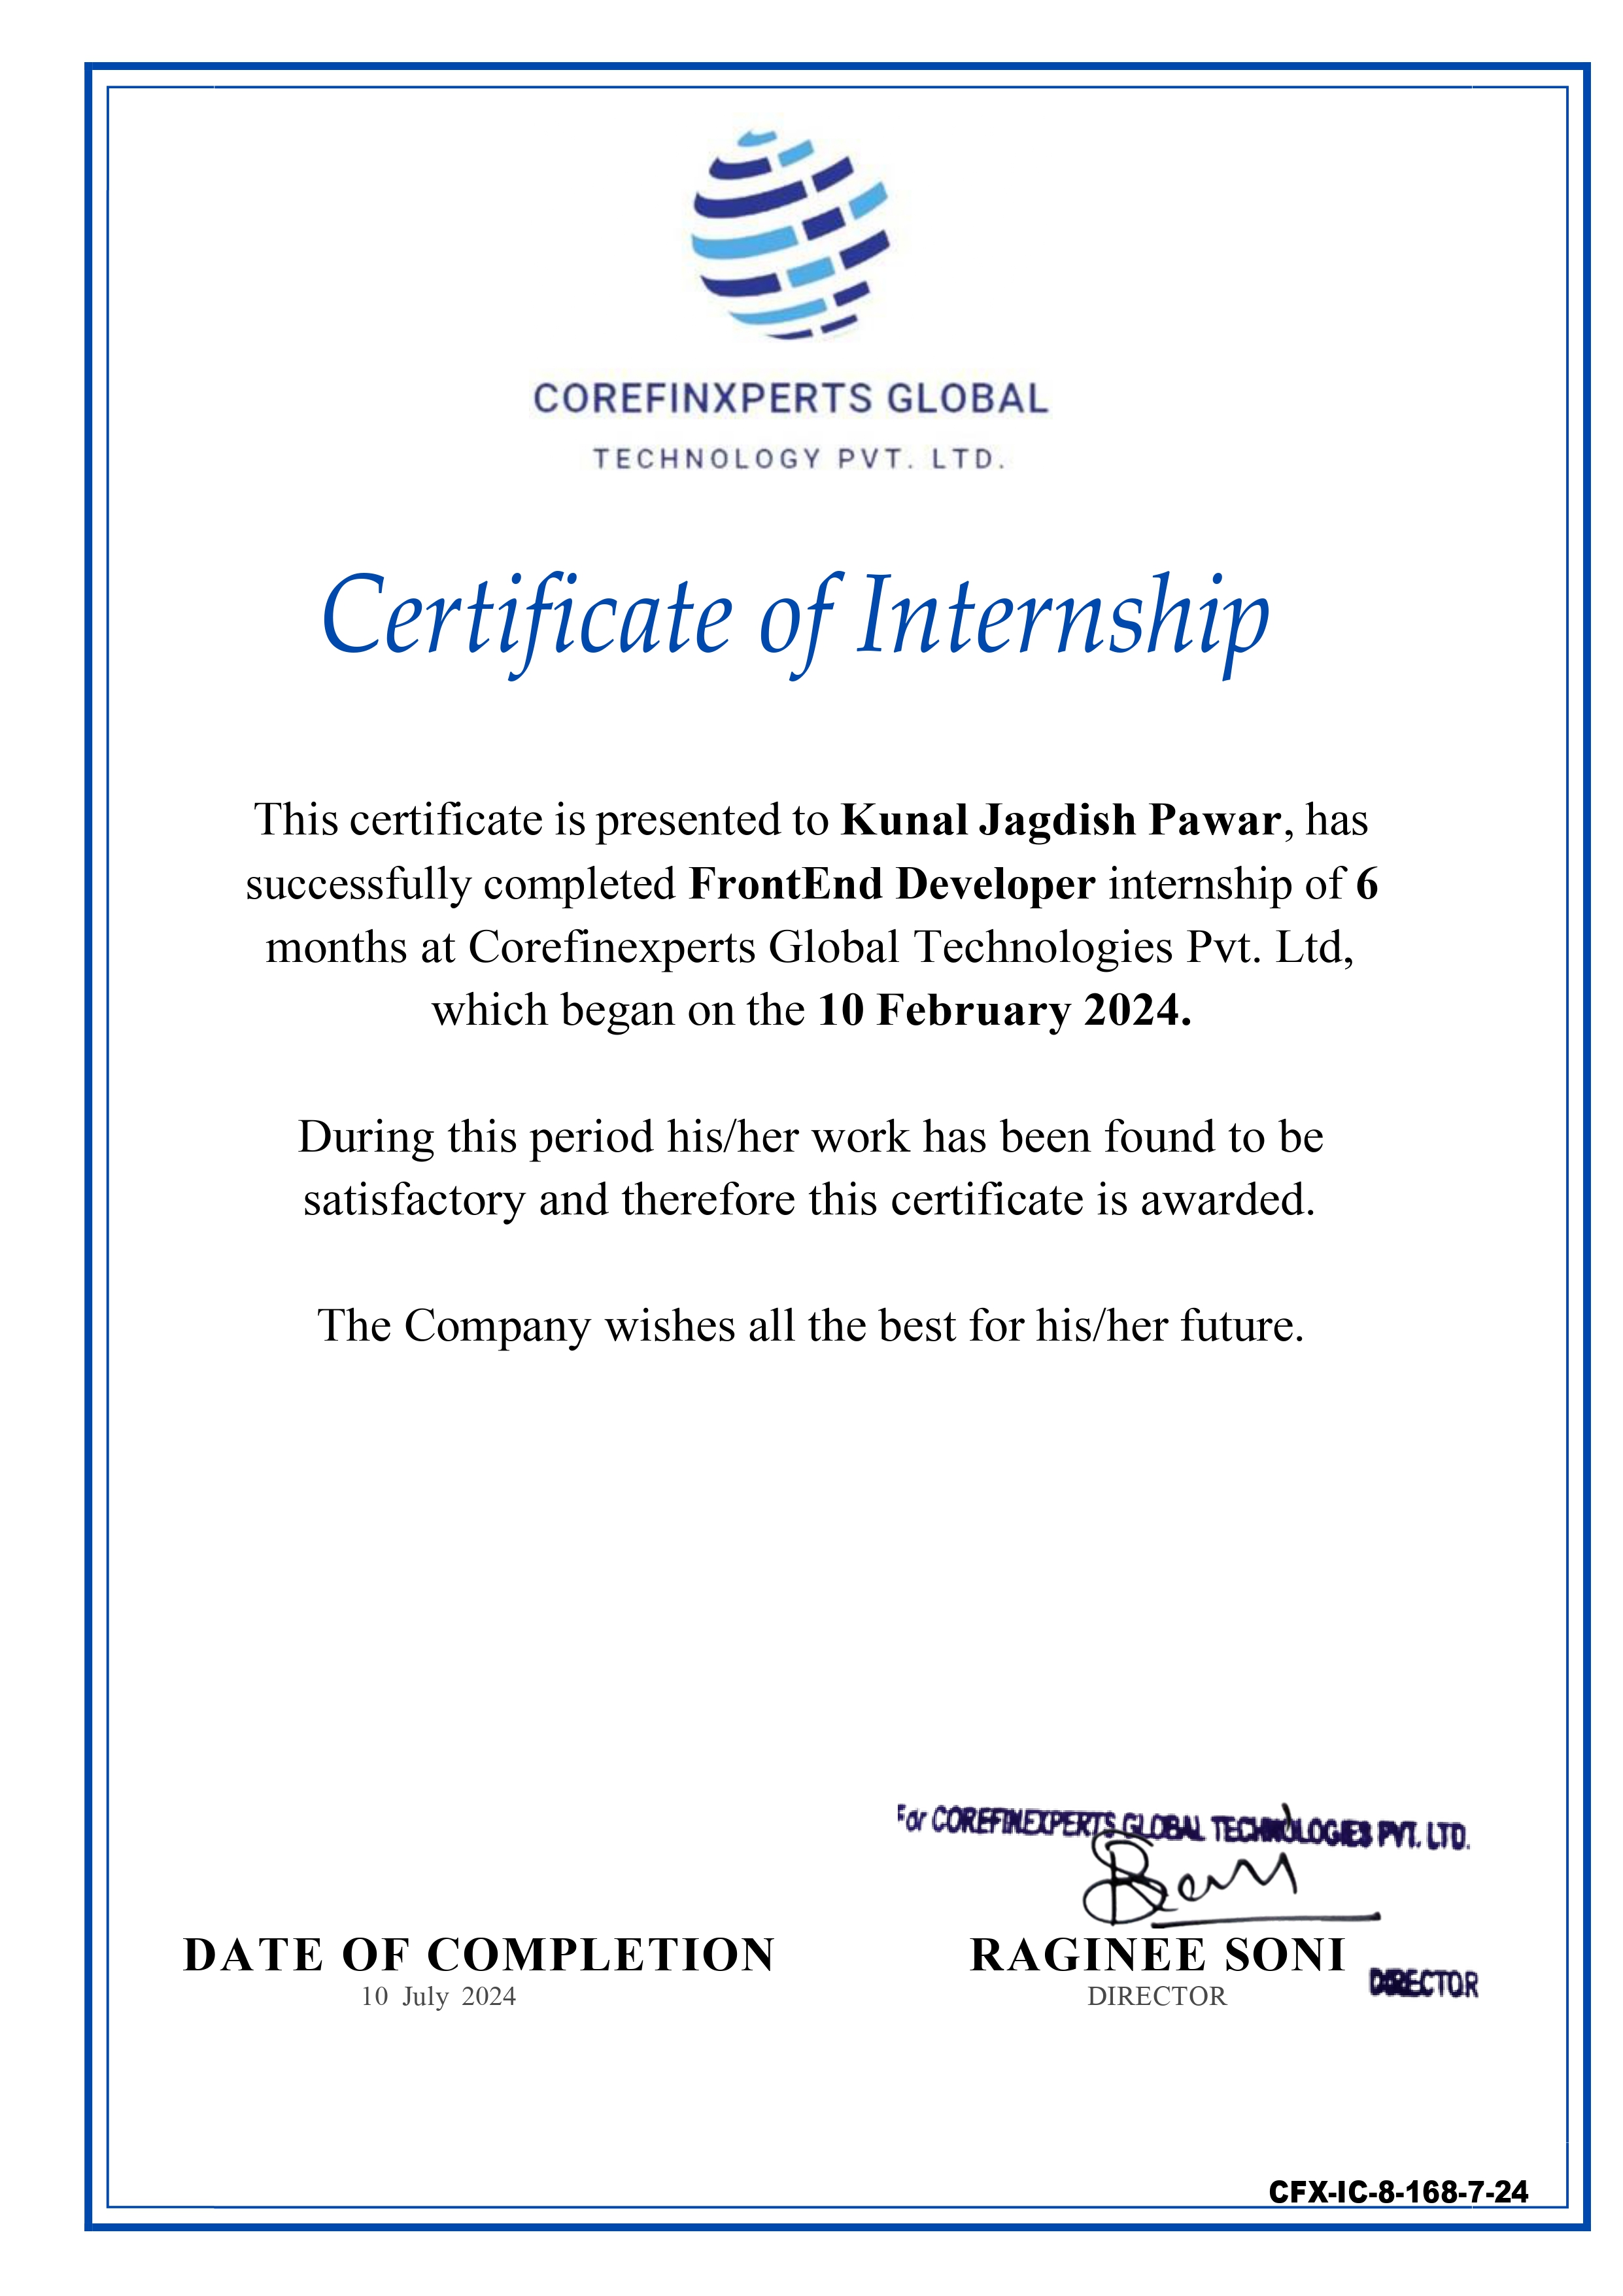 COREFINXPERTS GLOBAL
TECHNOLOGY PVT. LTD.
Certificate of Internship
This certificate is presented to Kunal Jagdish Pawar, has
successfully completed FrontEnd Developer internship of 6
months at Corefinexperts Global Technologies Pvt. Ltd,
which began on the 10 February 2024.
During this period his/her work has been found to be
satisfactory and therefore this certificate is awarded.
The Company wishes all the best for his/her future.
For COREFINEXPERTS GLOBAL TECHNOLOGIES PVT. LTD.
DATE OF COMPLETION
10 July 2024
RAGINEE SONI
DIRECTOR
DIRECTOR
CFX-IC-8-168-7-24